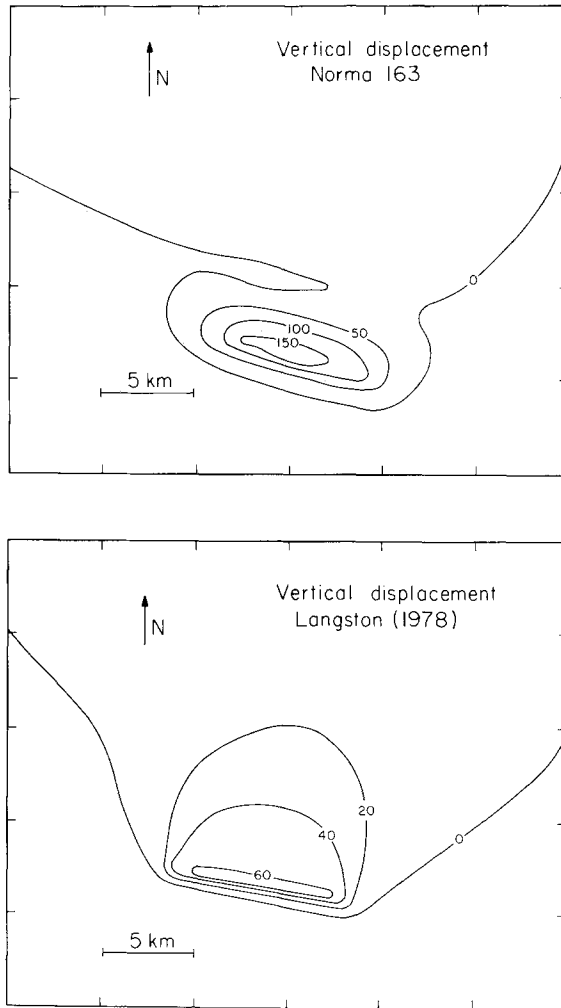 Vertical displacement
Norma 163
N
0
50
100
150
5 km
Vertical displacement
Langston (1978)
N
20
40
0
60
5 km